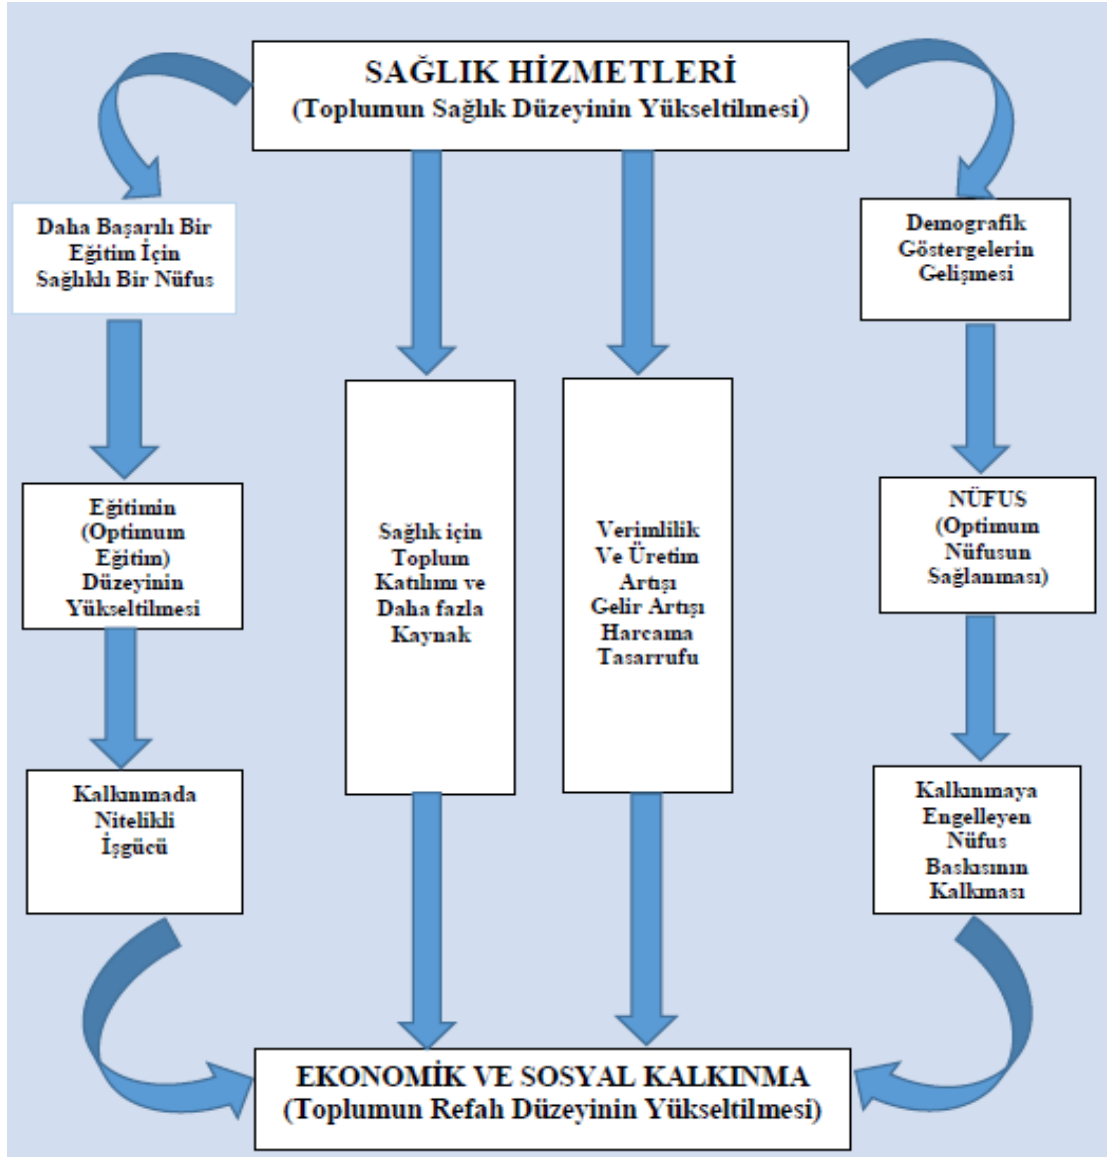 SAĞLIK HİZMETLERİ
(Toplumun Sağlık Düzeyinin Yükseltilmesi)
Daha Başarılı Bir
Eğitim İçin
Sağlıklı Bir Nüfus
Demografik
Göstergelerin
Gelişmesi
Eğitimin
(Optimum
Eğitim)
Düzeyinin
Yükseltilmesi
Sağlık için
Toplum
Katılımı ve
Daha fazla
Kaynak
Verimlilik
Ve Üretim
Artışı
Gelir Artışı
Harcama
Tasarrufu
NÜFUS
(Optimum
Nüfusun
Sağlanması)
Kalkınmada
Nitelikli
İşgücü
Kalkınmaya
Engelleyen
Nüfus
Baskısının
Kalkması
EKONOMİK VE SOSYAL KALKINMA
(Toplumun Refah Düzeyinin Yükseltilmesi)